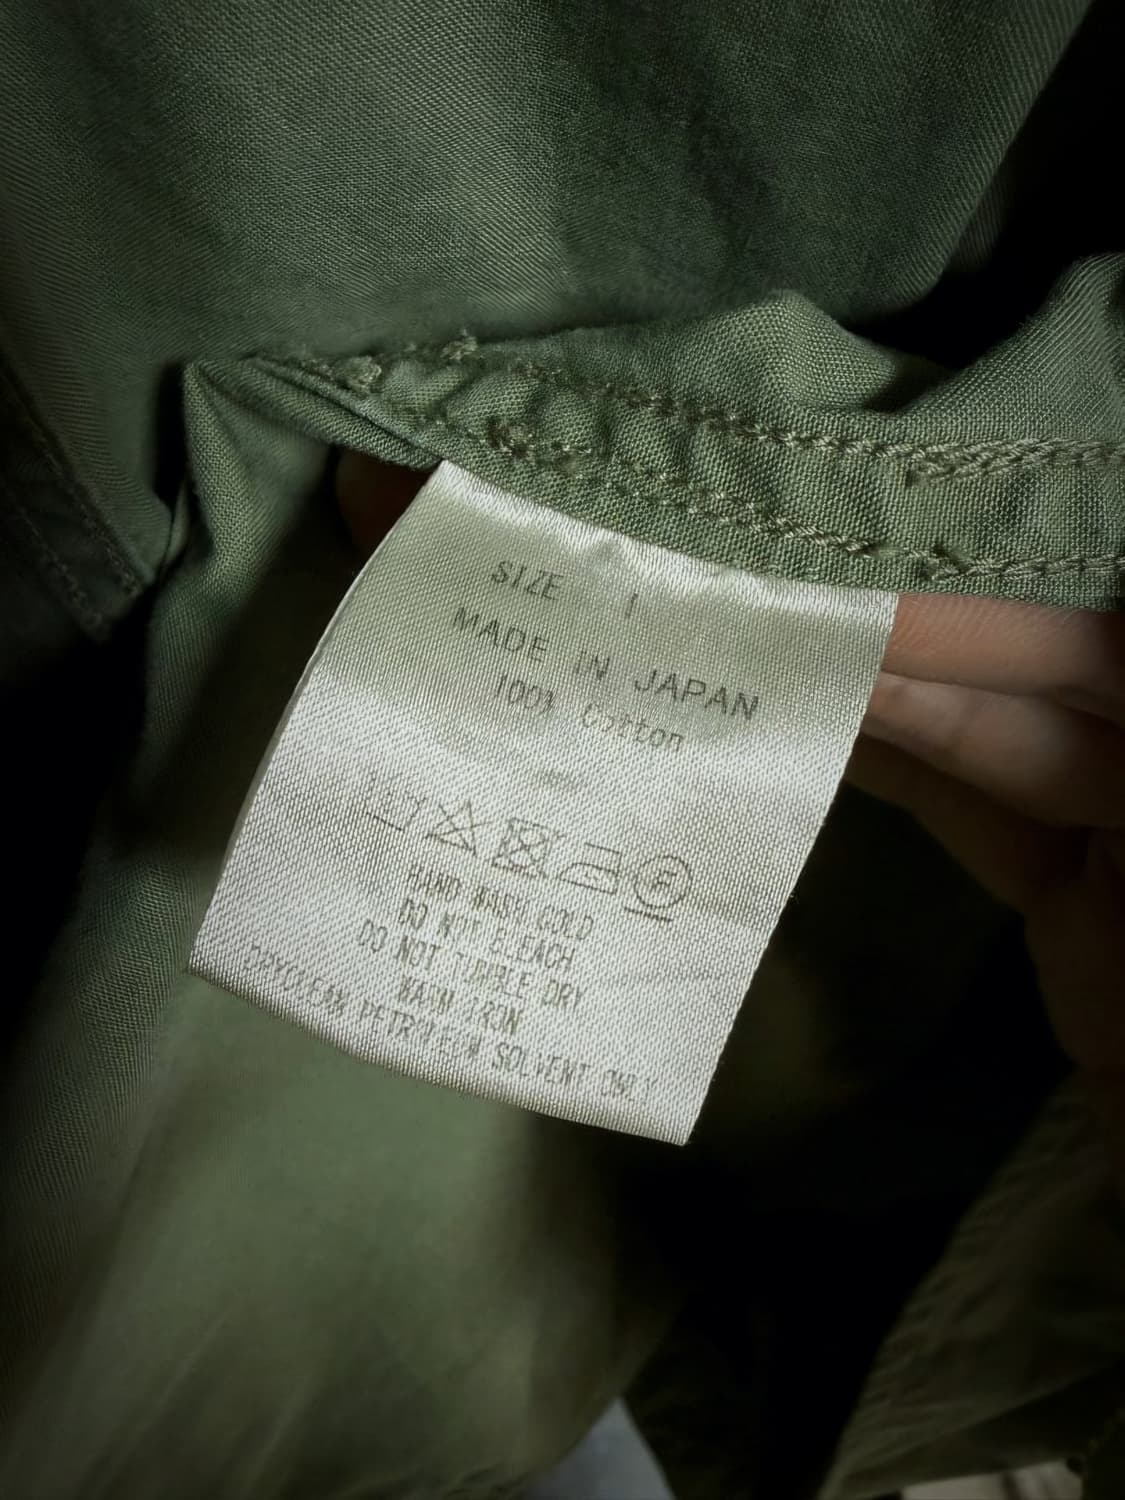 SIZE 1
MADE IN JAPAN
100% Cotton
HAND WASH COLD
DO NOT BLEACH
DO NOT TUMBLE DRY
WARM IRON
DRYCLEAN PETROLEUM SOLVENT ONLY